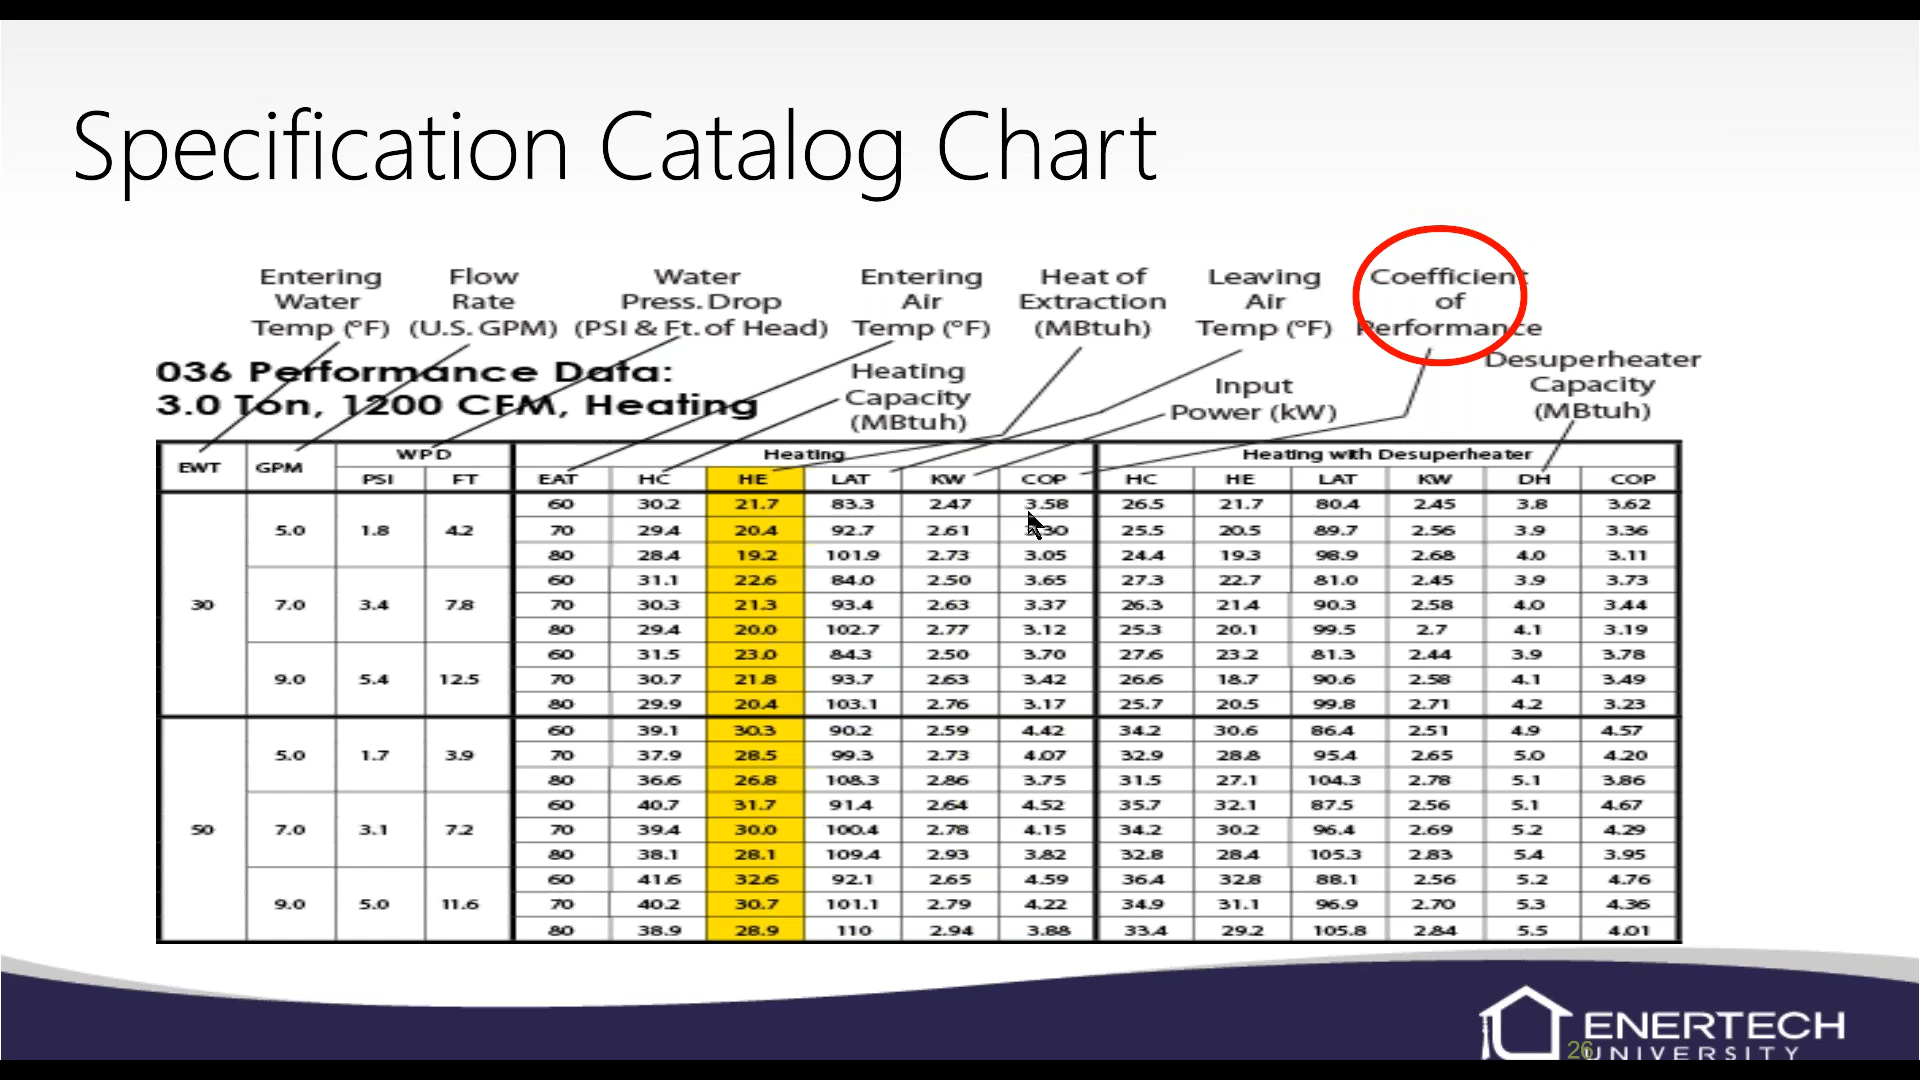 Specification Catalog Chart
Entering Water Temp (°F)
Flow Rate (U.S. GPM)
Water Press. Drop (PSI & Ft. of Head)
Entering Air Temp (°F)
Heat of Extraction (MBtuh)
Leaving Air Temp (°F)
Coefficient of Performance
Heating Capacity (MBtuh)
Input Power (kW)
Desuperheater Capacity (MBtuh)
036 Performance Data:
3.0 Ton, 1200 CFM, Heating
EWT GPM WPD Heating Heating with Desuperheater
PSI FT EAT HC HE LAT KW COP HC HE LAT KW DH COP
60 30.2 21.7 83.3 2.47 3.58 26.5 21.7 80.4 2.45 3.8 3.62
5.0 1.8 4.2 70 29.4 20.4 92.7 2.61 3.30 25.5 20.5 89.7 2.56 3.9 3.36
80 28.4 19.2 101.9 2.73 3.05 24.4 19.3 98.9 2.68 4.0 3.11
60 31.1 22.6 84.0 2.50 3.65 27.3 22.7 81.0 2.45 3.9 3.73
30 7.0 3.4 7.8 70 30.3 21.3 93.4 2.63 3.37 26.3 21.4 90.3 2.58 4.0 3.44
80 29.4 20.0 102.7 2.77 3.12 25.3 20.1 99.5 2.7 4.1 3.19
60 31.5 23.0 84.3 2.50 3.70 27.6 23.2 81.3 2.44 3.9 3.78
9.0 5.4 12.5 70 30.7 21.8 93.7 2.63 3.42 26.6 18.7 90.6 2.58 4.1 3.49
80 29.9 20.4 103.1 2.76 3.17 25.7 20.5 99.8 2.71 4.2 3.23
60 39.1 30.3 90.2 2.59 4.42 34.2 30.6 86.4 2.51 4.9 4.57
5.0 1.7 3.9 70 37.9 28.5 99.3 2.73 4.07 32.9 28.8 95.4 2.65 5.0 4.20
80 36.6 26.8 108.3 2.86 3.75 31.5 27.1 104.3 2.78 5.1 3.86
60 40.7 31.7 91.4 2.64 4.52 35.7 32.1 87.5 2.56 5.1 4.67
50 7.0 3.1 7.2 70 39.4 30.0 100.4 2.78 4.15 34.2 30.2 96.4 2.69 5.2 4.29
80 38.1 28.1 109.4 2.93 3.82 32.8 28.4 105.3 2.83 5.4 3.95
60 41.6 32.6 92.1 2.65 4.59 36.4 32.8 88.1 2.56 5.2 4.76
9.0 5.0 11.6 70 40.2 30.7 101.1 2.79 4.22 34.9 31.1 96.9 2.70 5.3 4.36
80 38.9 28.9 110 2.94 3.88 33.4 29.2 105.8 2.84 5.5 4.01
ENERTECH
UNIVERSITY
26